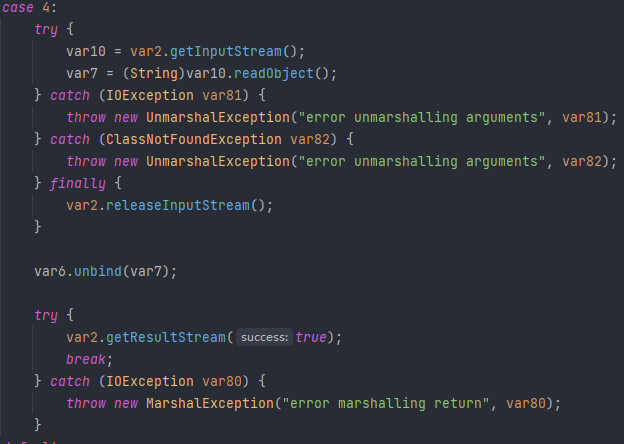 case 4:
    try {
        var10 = var2.getInputStream();
        var7 = (String)var10.readObject();
    } catch (IOException var81) {
        throw new UnmarshalException("error unmarshalling arguments", var81);
    } catch (ClassNotFoundException var82) {
        throw new UnmarshalException("error unmarshalling arguments", var82);
    } finally {
        var2.releaseInputStream();
    }

    var6.unbind(var7);

    try {
        var2.getResultStream( success: true);
        break;
    } catch (IOException var80) {
        throw new MarshalException("error marshalling return", var80);
    }